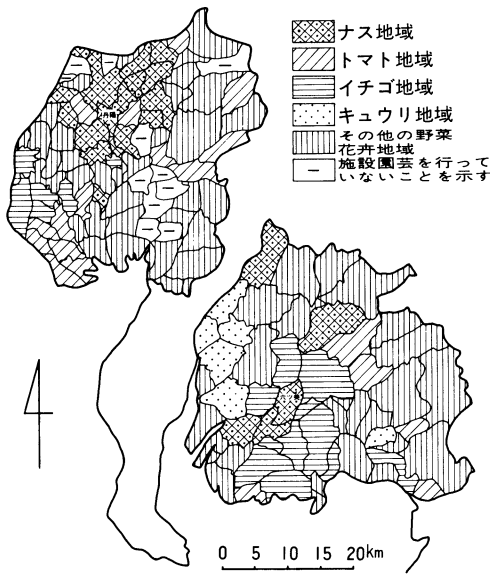 ナス地域
トマト地域
イチゴ地域
キュウリ地域
その他の野菜
花卉地域
施設園芸を行って
いないことを示す
0 5 10 15 20km